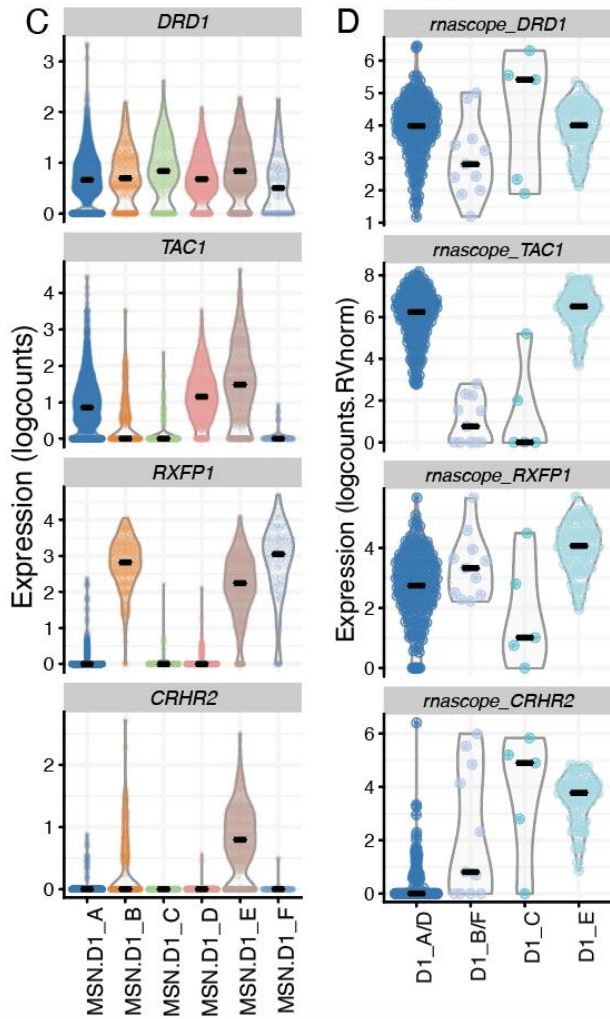 C
DRD1
3
2
1
0
TAC1
4
3
2
1
0
RXFP1
4
3
2
1
0
CRHR2
2
1
0
Expression (logcounts)
MSN.D1_A
MSN.D1_B
MSN.D1_C
MSN.D1_D
MSN.D1_E
MSN.D1_F
D
rnascope_DRD1
6
5
4
3
2
1
rnascope_TAC1
8
6
4
2
0
rnascope_RXFP1
4
2
0
rnascope_CRHR2
6
4
2
0
Expression (logcounts.RVnorm)
D1_A/D
D1_B/F
D1_C
D1_E